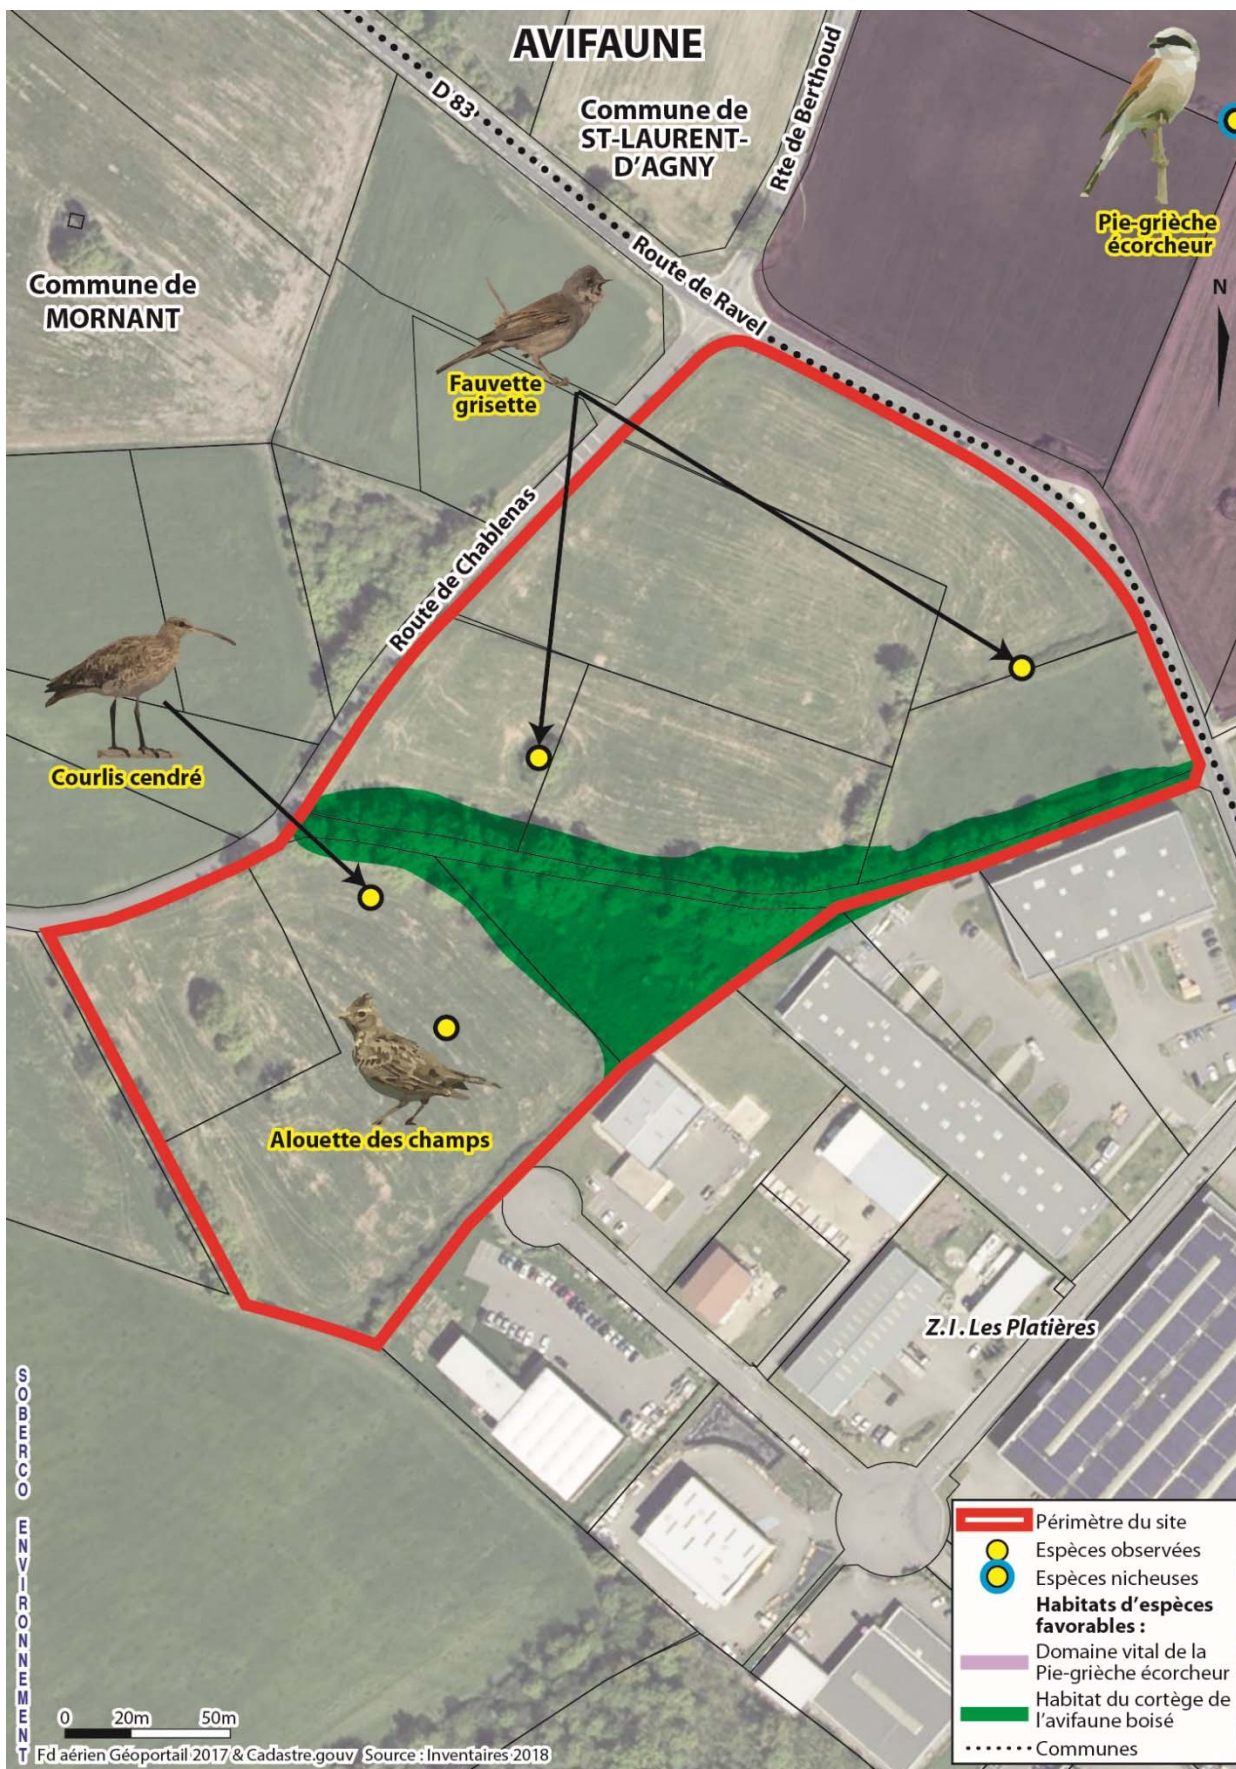 AVIFAUNE
D 83
Commune de
ST-LAURENT-
D'AGNY
Rte de Berthoud
Pie-grièche
écorcheur
N
Commune de
MORNANT
Route de Ravel
Fauvette
grisette
Route de Chablenas
Courlis cendré
Alouette des champs
Z.I. Les Platières
SOBERCO ENVIRONNEMENT
Périmètre du site
Espèces observées
Espèces nicheuses
Habitats d'espèces
favorables :
Domaine vital de la
Pie-grièche écorcheur
Habitat du cortège de
l'avifaune boisé
Communes
0 20m 50m
Fd aérien Géoportail 2017 & Cadastre.gouv Source : Inventaires 2018